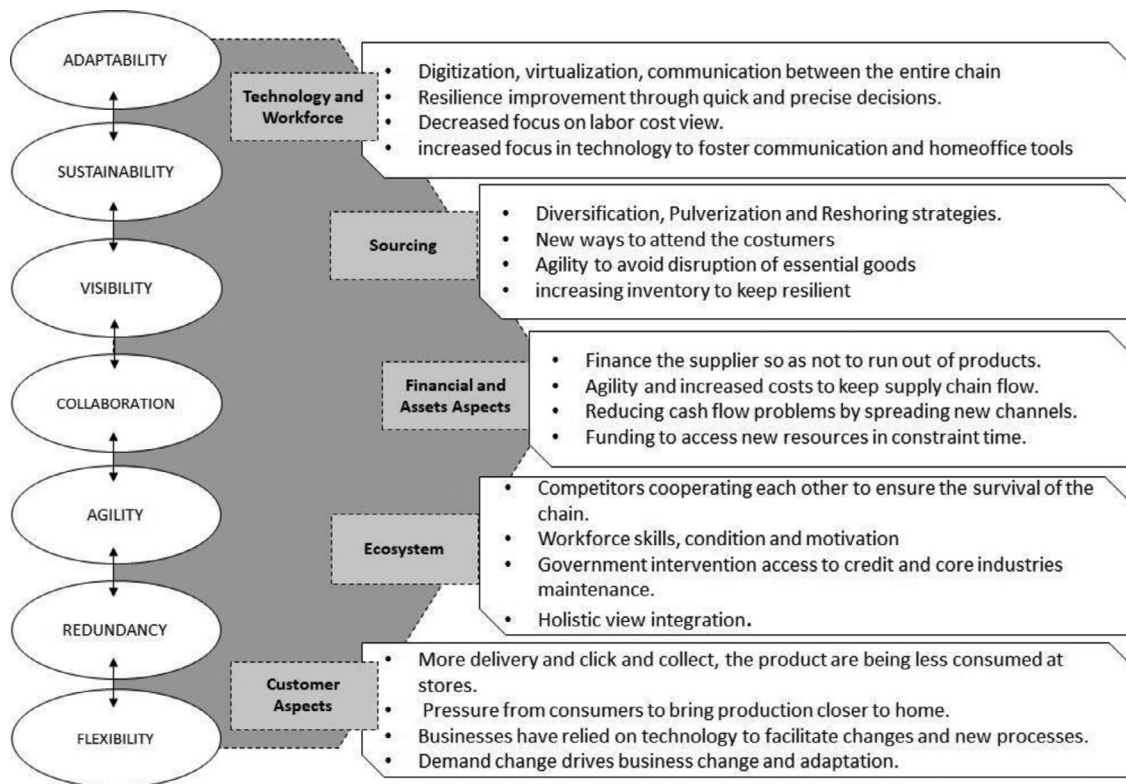 ADAPTABILITY
SUSTAINABILITY
VISIBILITY
COLLABORATION
AGILITY
REDUNDANCY
FLEXIBILITY
Technology and
Workforce
• Digitization, virtualization, communication between the entire chain
• Resilience improvement through quick and precise decisions.
• Decreased focus on labor cost view.
• increased focus in technology to foster communication and homeoffice tools
Sourcing
• Diversification, Pulverization and Reshoring strategies.
• New ways to attend the costumers
• Agility to avoid disruption of essential goods
• increasing inventory to keep resilient
Financial and
Assets Aspects
• Finance the supplier so as not to run out of products.
• Agility and increased costs to keep supply chain flow.
• Reducing cash flow problems by spreading new channels.
• Funding to access new resources in constraint time.
Ecosystem
• Competitors cooperating each other to ensure the survival of the
chain.
• Workforce skills, condition and motivation
• Government intervention access to credit and core industries
maintenance.
• Holistic view integration.
Customer
Aspects
• More delivery and click and collect, the product are being less consumed at
stores.
• Pressure from consumers to bring production closer to home.
• Businesses have relied on technology to facilitate changes and new processes.
• Demand change drives business change and adaptation.